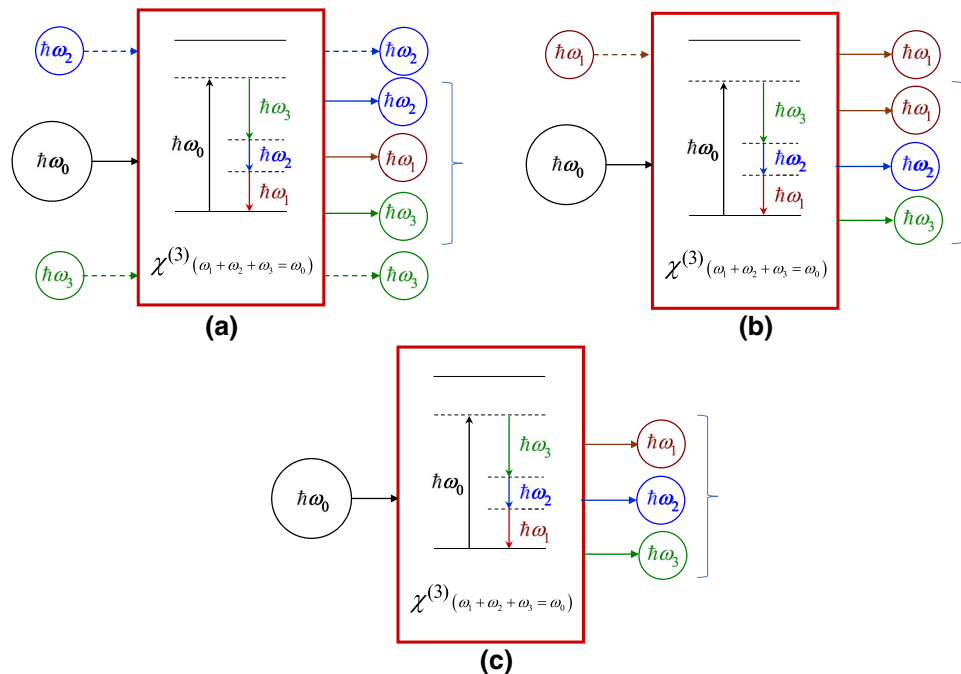 ħω₂
ħω₂
ħω₀
ħω₀
ħω₃
ħω₂
ħω₁
ħω₂
ħω₁
ħω₃
ħω₃
ħω₃
χ⁽³⁾ (ω₁ + ω₂ + ω₃ = ω₀)
(a)
ħω₁
ħω₁
ħω₀
ħω₀
ħω₃
ħω₂
ħω₁
ħω₁
ħω₂
ħω₃
χ⁽³⁾ (ω₁ + ω₂ + ω₃ = ω₀)
(b)
ħω₀
ħω₀
ħω₃
ħω₂
ħω₁
ħω₁
ħω₂
ħω₃
χ⁽³⁾ (ω₁ + ω₂ + ω₃ = ω₀)
(c)